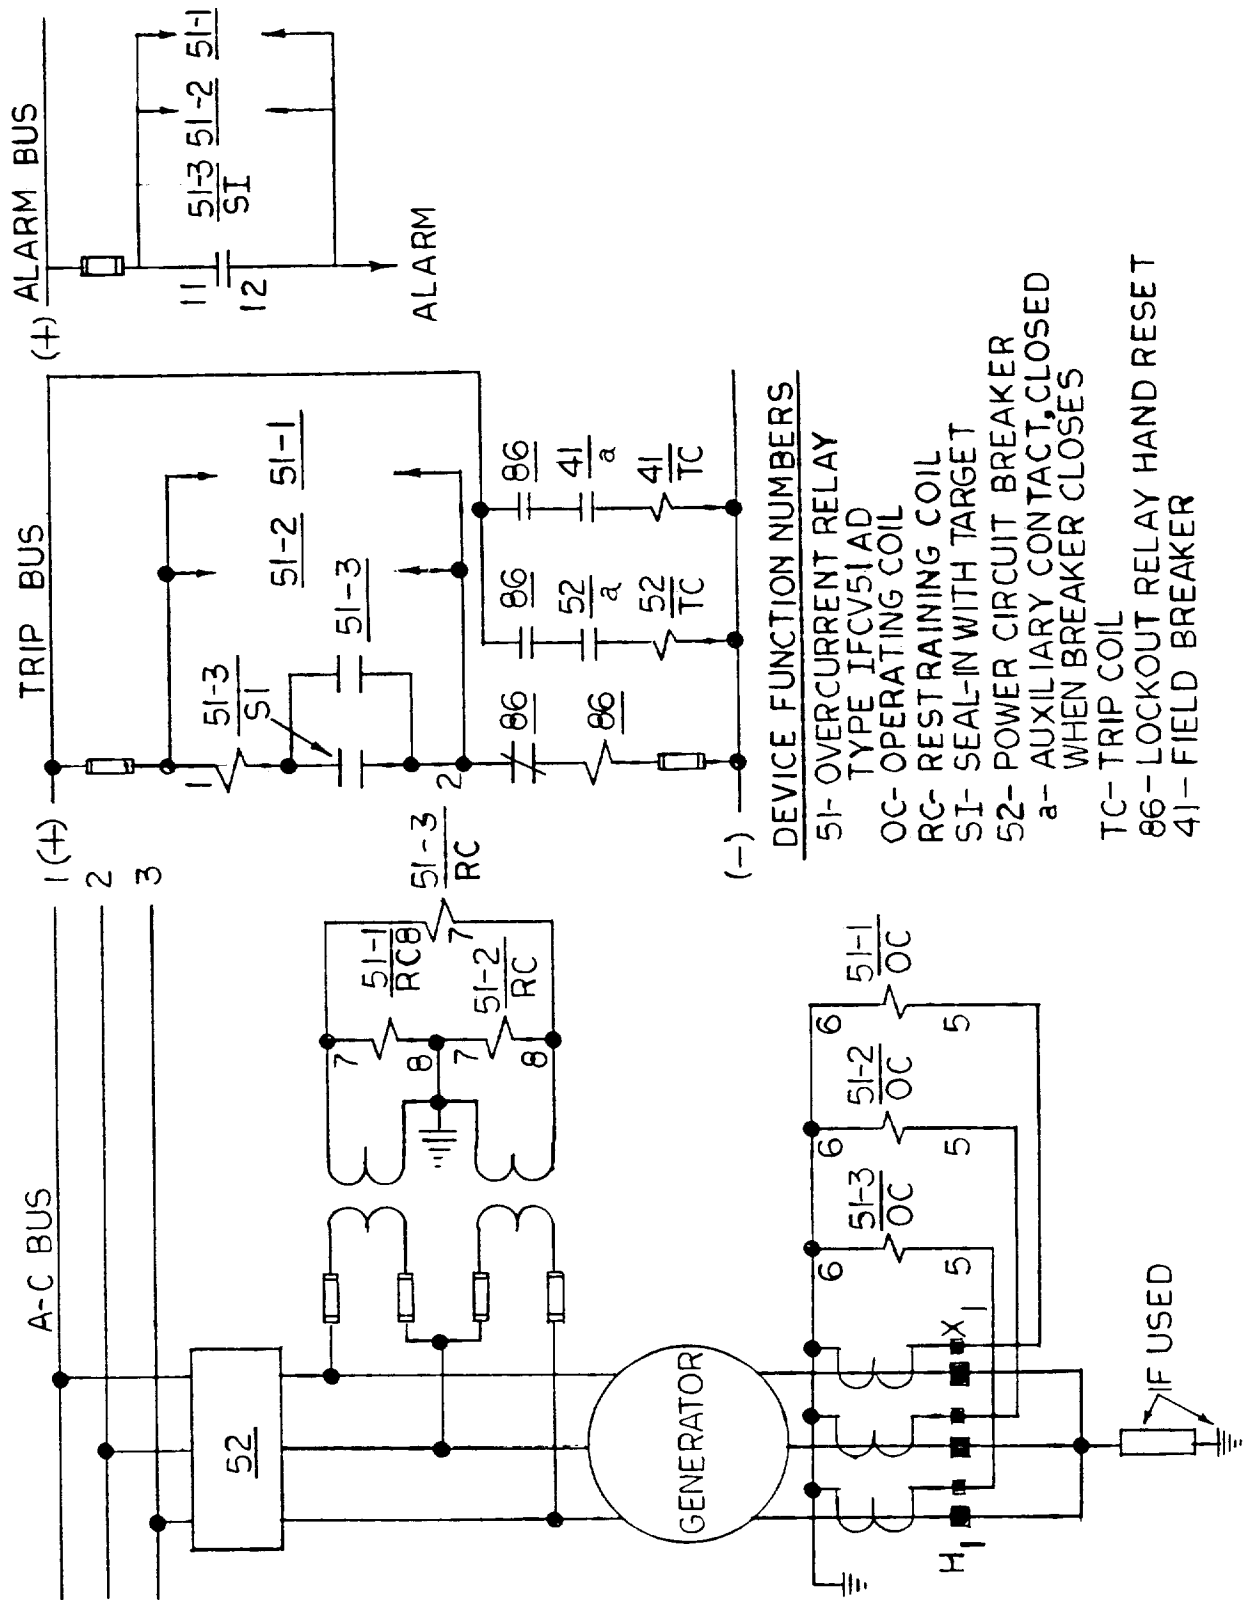 A-C BUS
1(+)
2
3
TRIP BUS
(+) ALARM BUS
52
51-3
SI
1
51-2 51-1
51-3
2
11
12
51-3 51-2 51-1
SI
ALARM
7
51-1
RC
8
8
7
51-2
RC
8
7
51-3
RC
86
86
86
52
a
52
TC
86
41
a
41
TC
(-)
GENERATOR
H1
X1
6
51-3
OC
5
6
51-2
OC
5
6
51-1
OC
5
IF USED
DEVICE FUNCTION NUMBERS
51- OVERCURRENT RELAY
TYPE IFCV51AD
OC- OPERATING COIL
RC- RESTRAINING COIL
SI- SEAL-IN WITH TARGET
52- POWER CIRCUIT BREAKER
a- AUXILIARY CONTACT, CLOSED
WHEN BREAKER CLOSES
TC- TRIP COIL
86- LOCKOUT RELAY HAND RESET
41- FIELD BREAKER